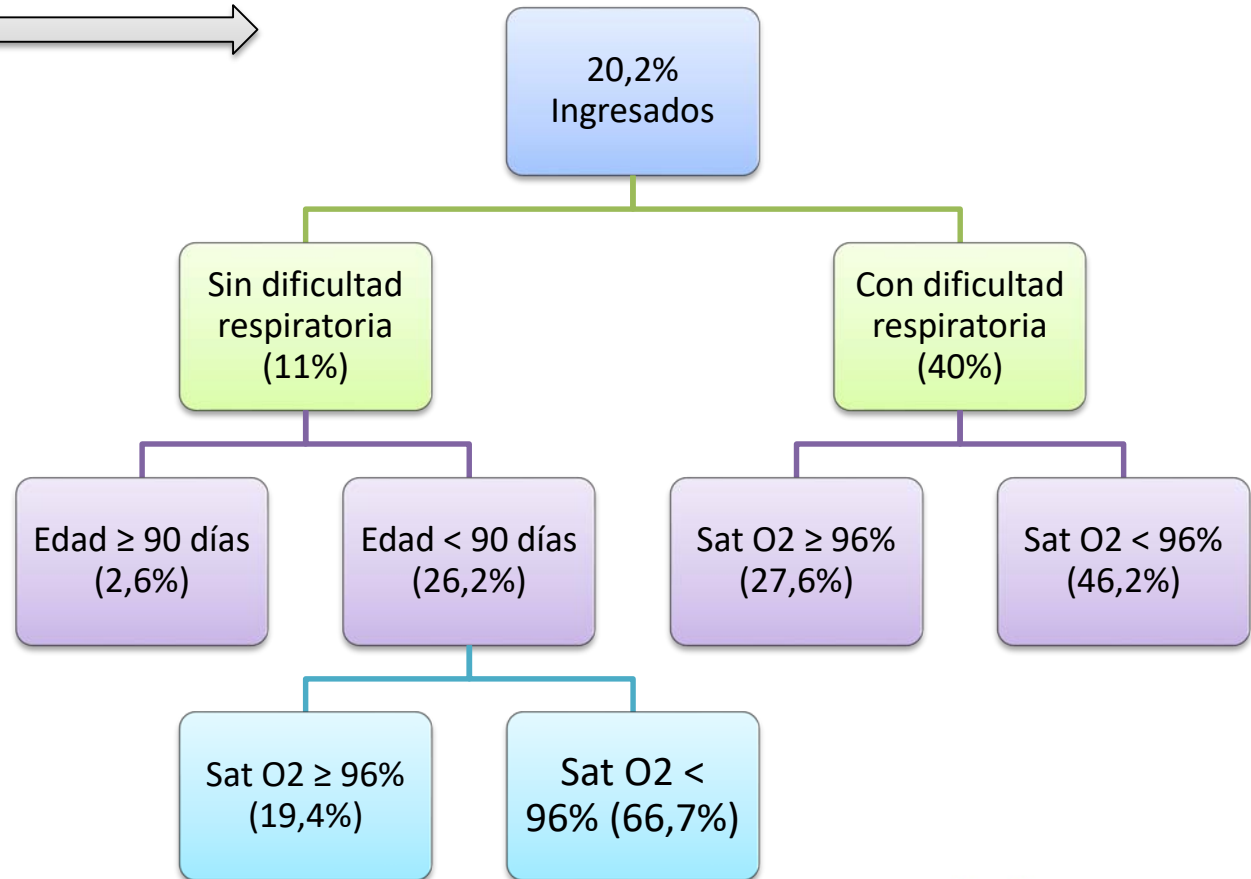 20,2%
Ingresados
Sin dificultad
respiratoria
(11%)
Con dificultad
respiratoria
(40%)
Edad ≥ 90 días
(2,6%)
Edad < 90 días
(26,2%)
Sat O2 ≥ 96%
(27,6%)
Sat O2 < 96%
(46,2%)
Sat O2 ≥ 96%
(19,4%)
Sat O2 <
96% (66,7%)